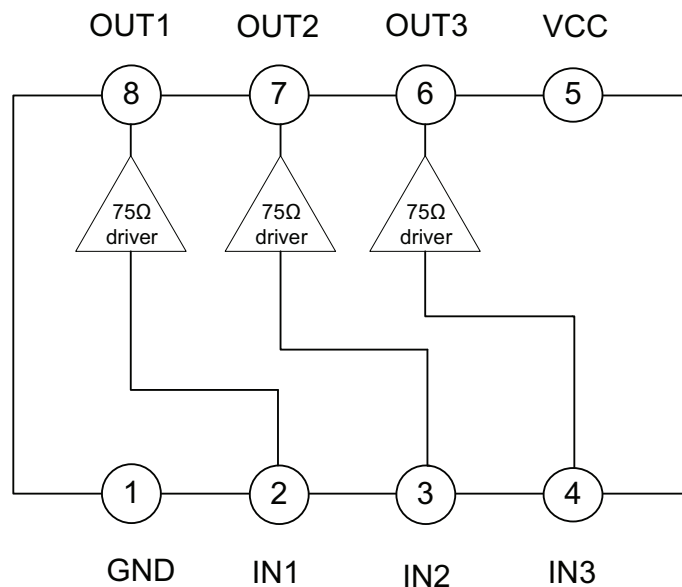 OUT1 OUT2 OUT3 VCC
8 7 6 5
75Ω 75Ω 75Ω
driver driver driver
1 2 3 4
GND IN1 IN2 IN3